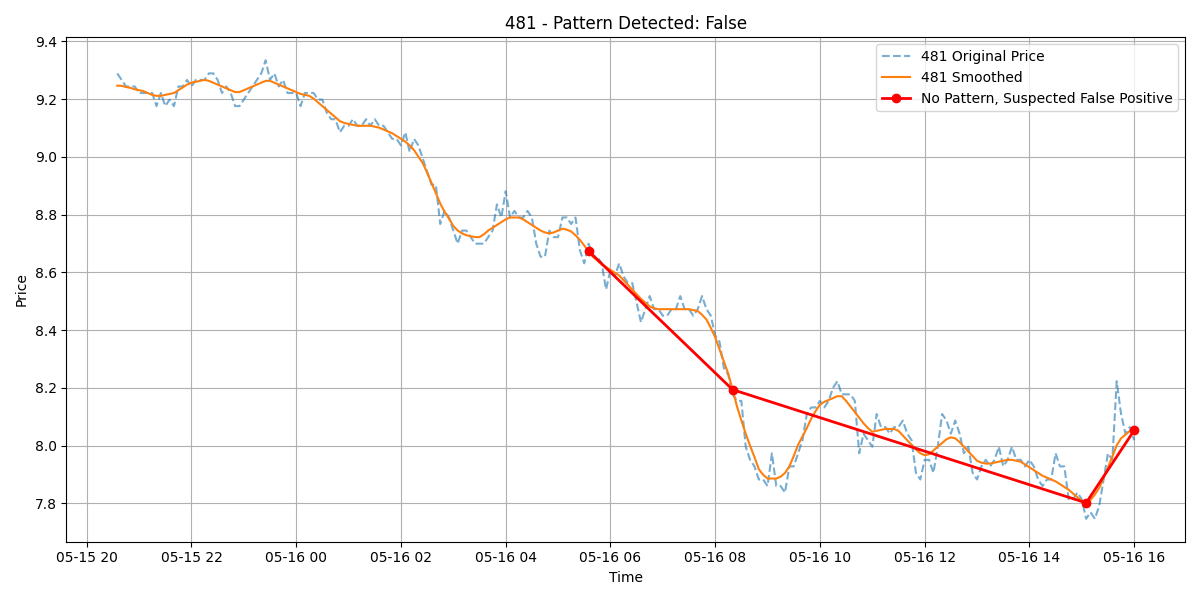 481 - Pattern Detected: False
481 Original Price
481 Smoothed
No Pattern, Suspected False Positive
Price
9.4
9.2
9.0
8.8
8.6
8.4
8.2
8.0
7.8
05-15 20 05-15 22 05-16 00 05-16 02 05-16 04 05-16 06 05-16 08 05-16 10 05-16 12 05-16 14 05-16 16
Time